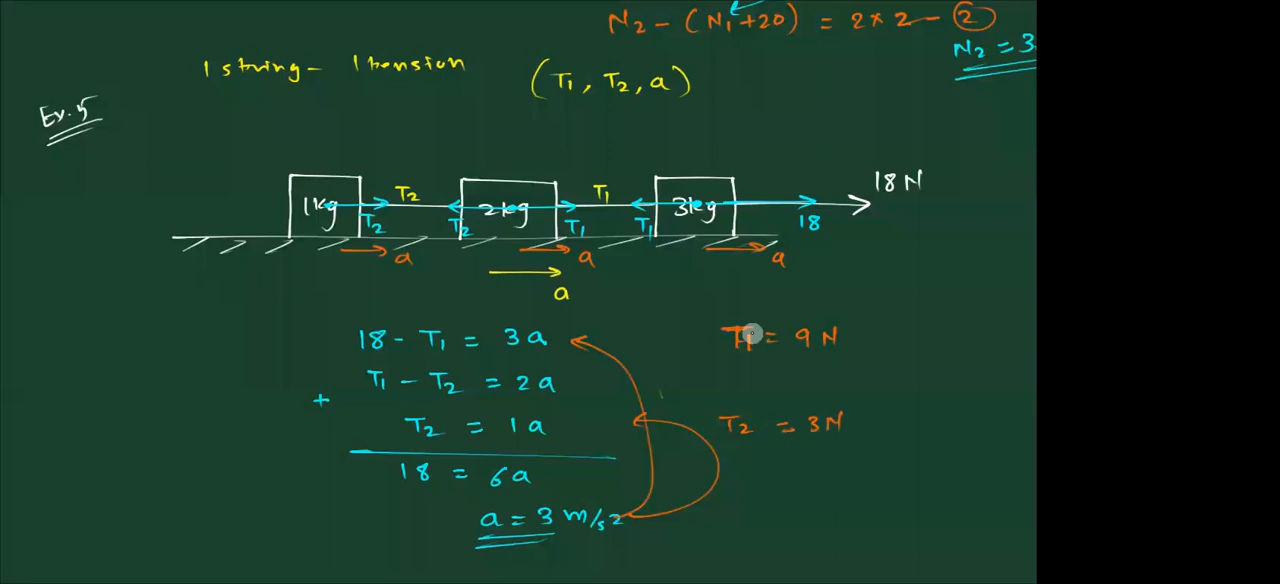 N₂ - (N₁+20) = 2×2 - ②
N₂ = 3
1 string - 1 tension (T₁, T₂, a)
Ex.5
1kg T₂ 2kg T₁ 3kg 18 N
T₂ T₂ T₁ T₁ 18
a a a
a
18 - T₁ = 3a
T₁ = 9 N
T₁ - T₂ = 2a
+
T₂ = 1a
T₂ = 3N
18 = 6a
a = 3 m/s2